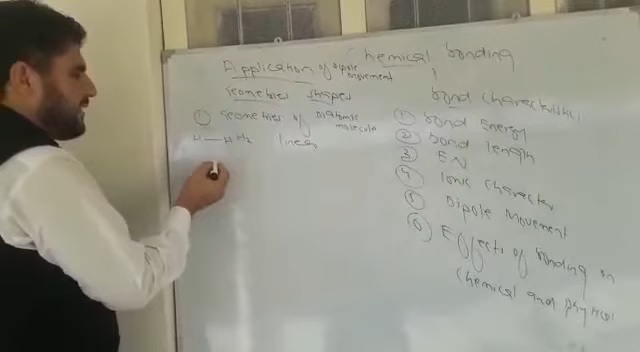 Chemical bonding
Application of dipole movement
Geometries shapes
① Geometries of Diatomic molecule
H—H H2 linear
bond characteristic
① bond Energy
② bond length
③ EN
④ Ionic character
⑤ Dipole movement
⑥ Effects of bonding on
chemical and physical